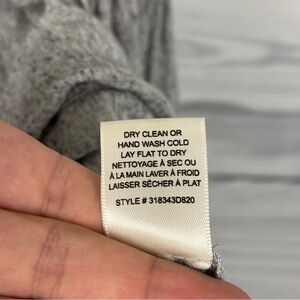 DRY CLEAN OR
HAND WASH COLD
LAY FLAT TO DRY
NETTOYAGE À SEC OU
À LA MAIN LAVER À FROID
LAISSER SÉCHER À PLAT
STYLE # 318343D820